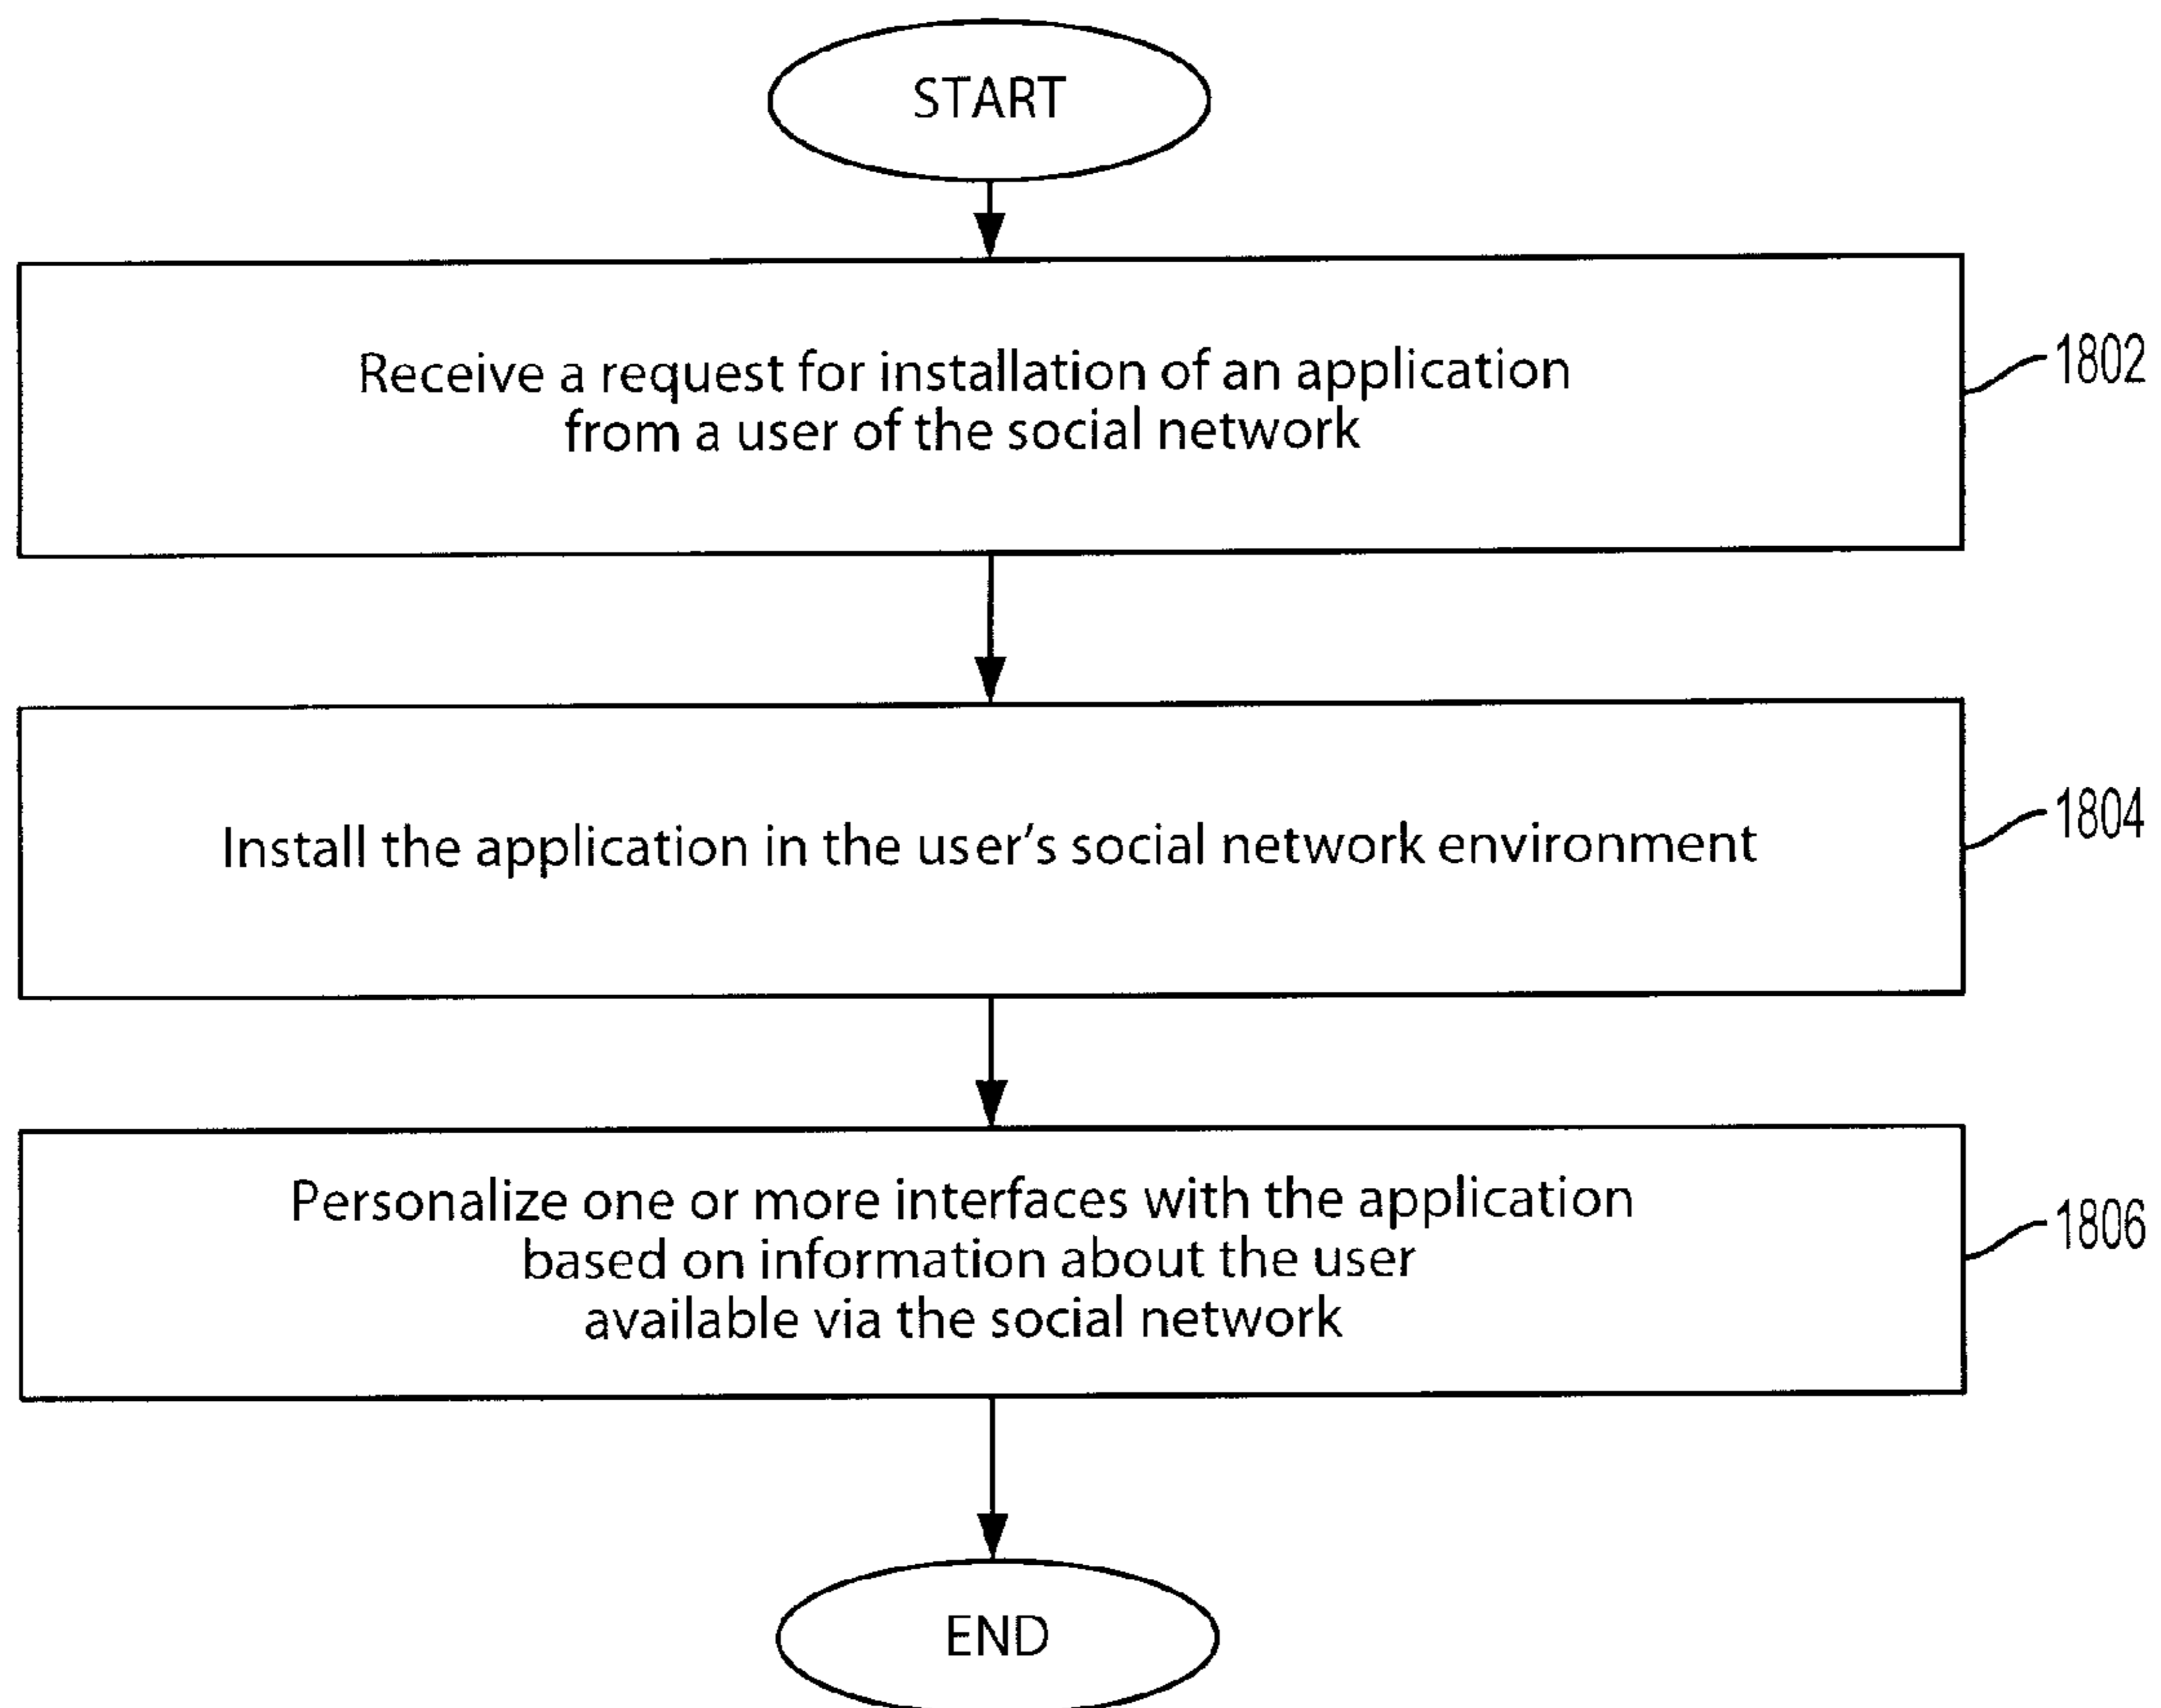 START
Receive a request for installation of an application
from a user of the social network
1802
Install the application in the user’s social network environment
1804
Personalize one or more interfaces with the application
based on information about the user
available via the social network
1806
END